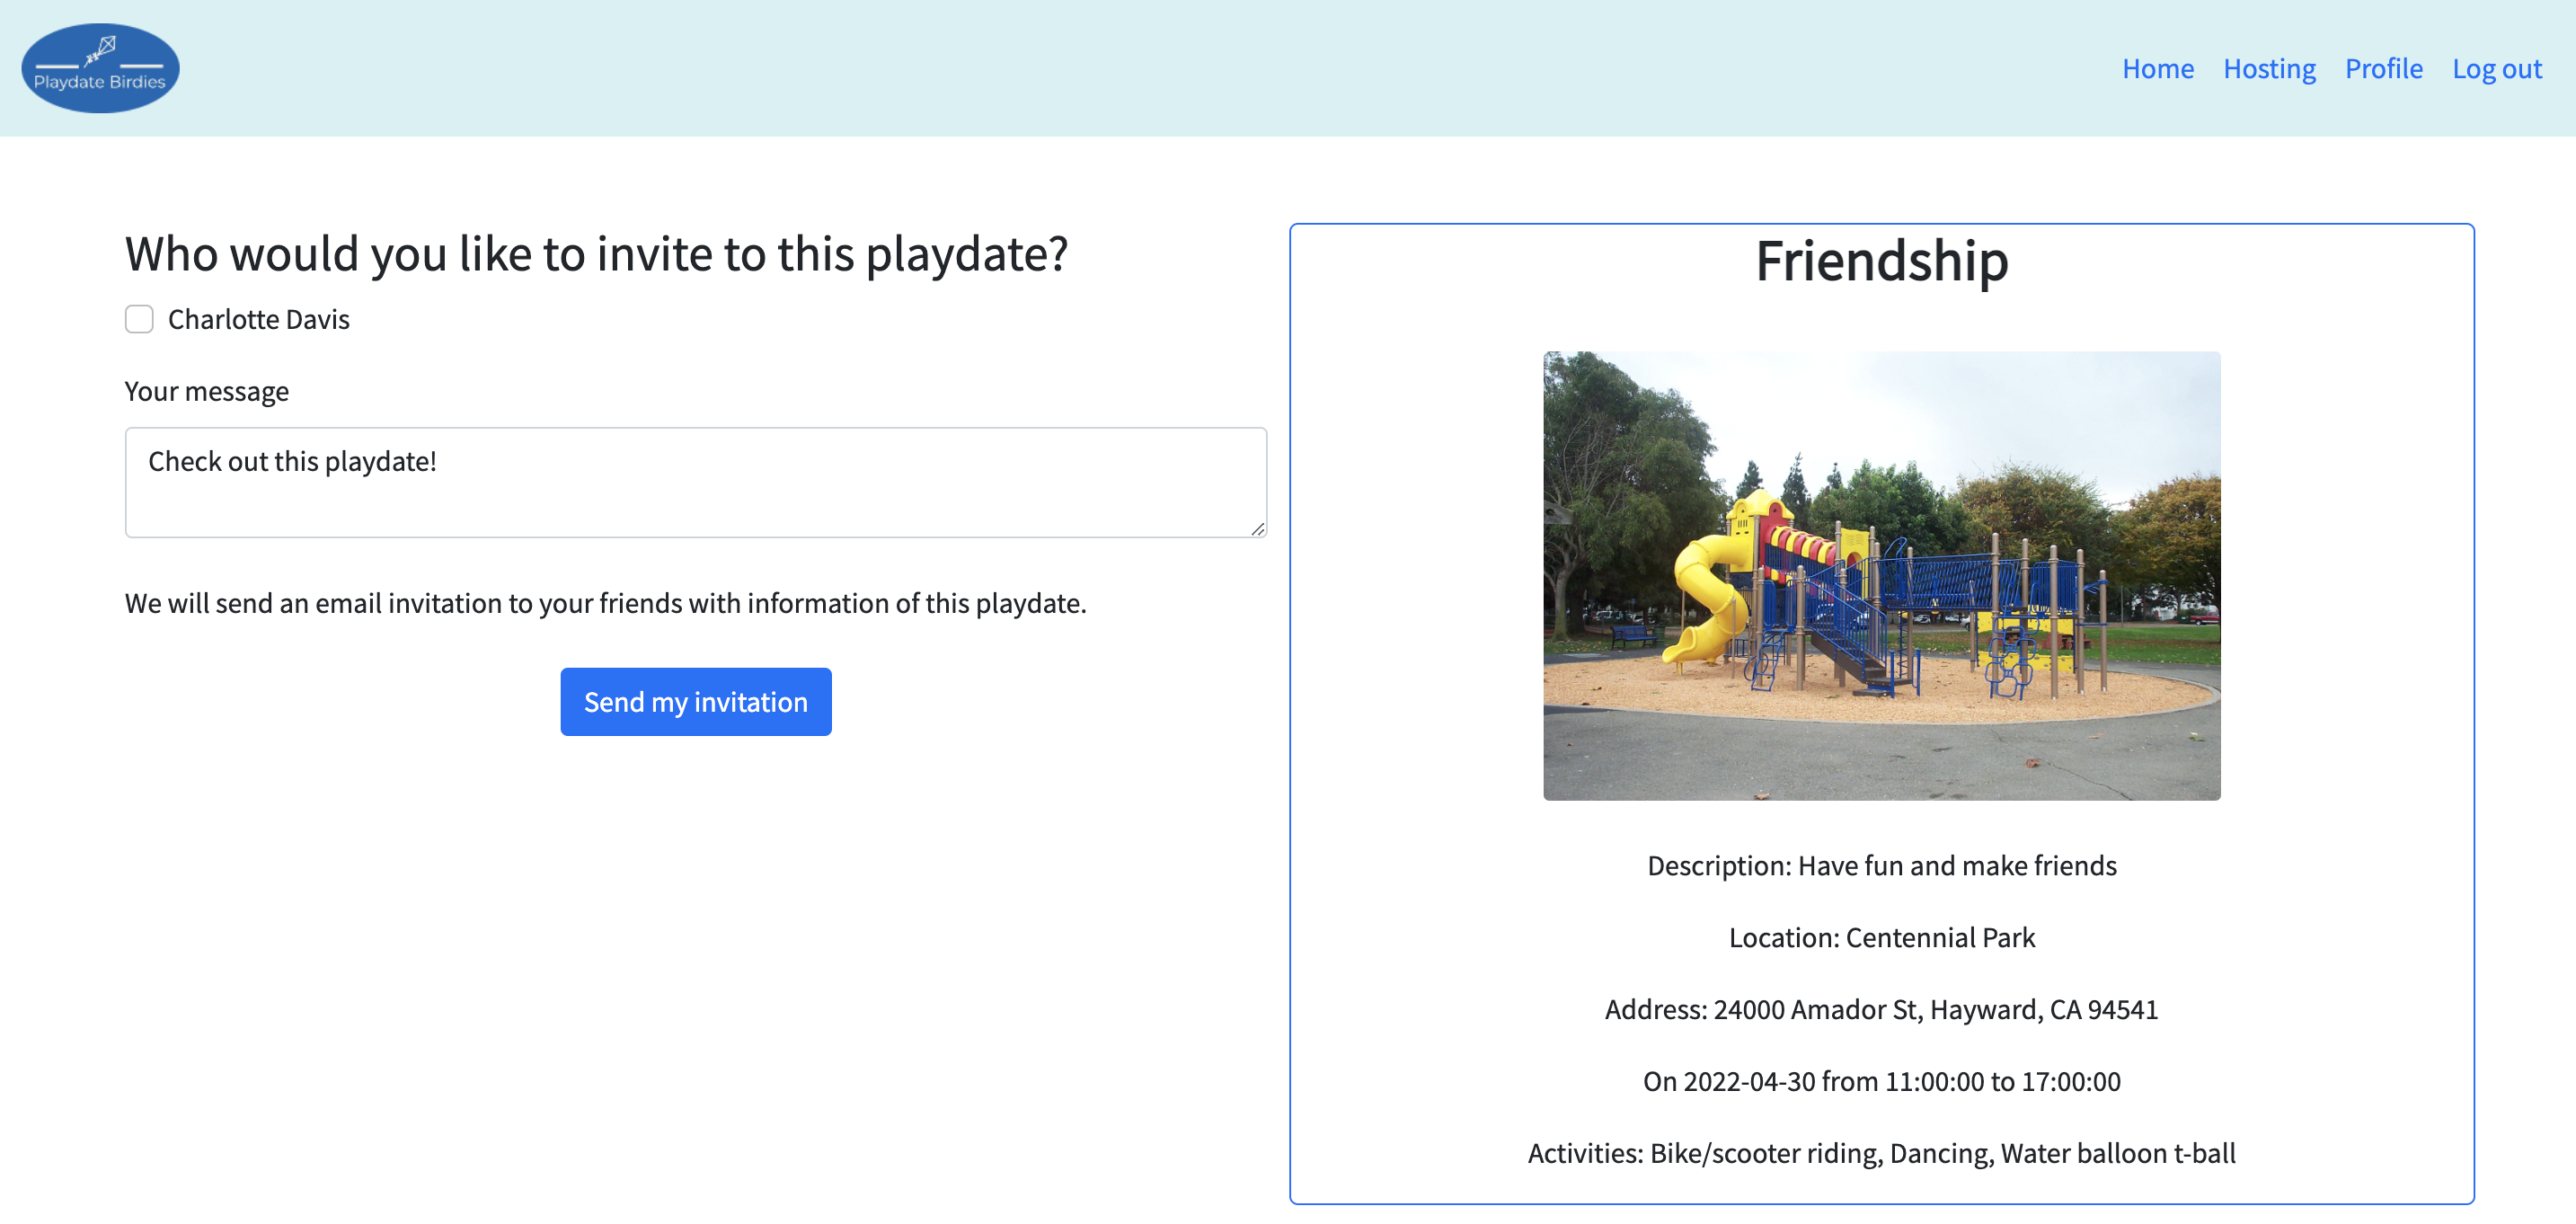 Playdate Birdies
Home Hosting Profile Log out
Who would you like to invite to this playdate?
Charlotte Davis
Your message
Check out this playdate!
We will send an email invitation to your friends with information of this playdate.
Send my invitation
Friendship
Description: Have fun and make friends
Location: Centennial Park
Address: 24000 Amador St, Hayward, CA 94541
On 2022-04-30 from 11:00:00 to 17:00:00
Activities: Bike/scooter riding, Dancing, Water balloon t-ball